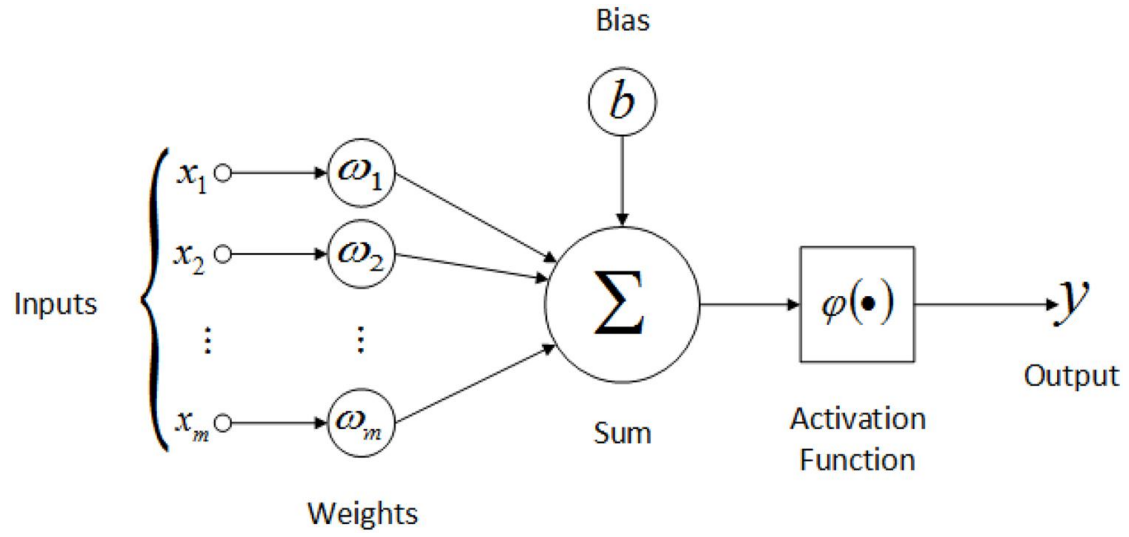 Bias
b
x₁ ω₁
x₂ ω₂
Inputs
⋮ ⋮
Σ
φ(•)
y
Output
xₘ ωₘ
Sum
Activation
Function
Weights